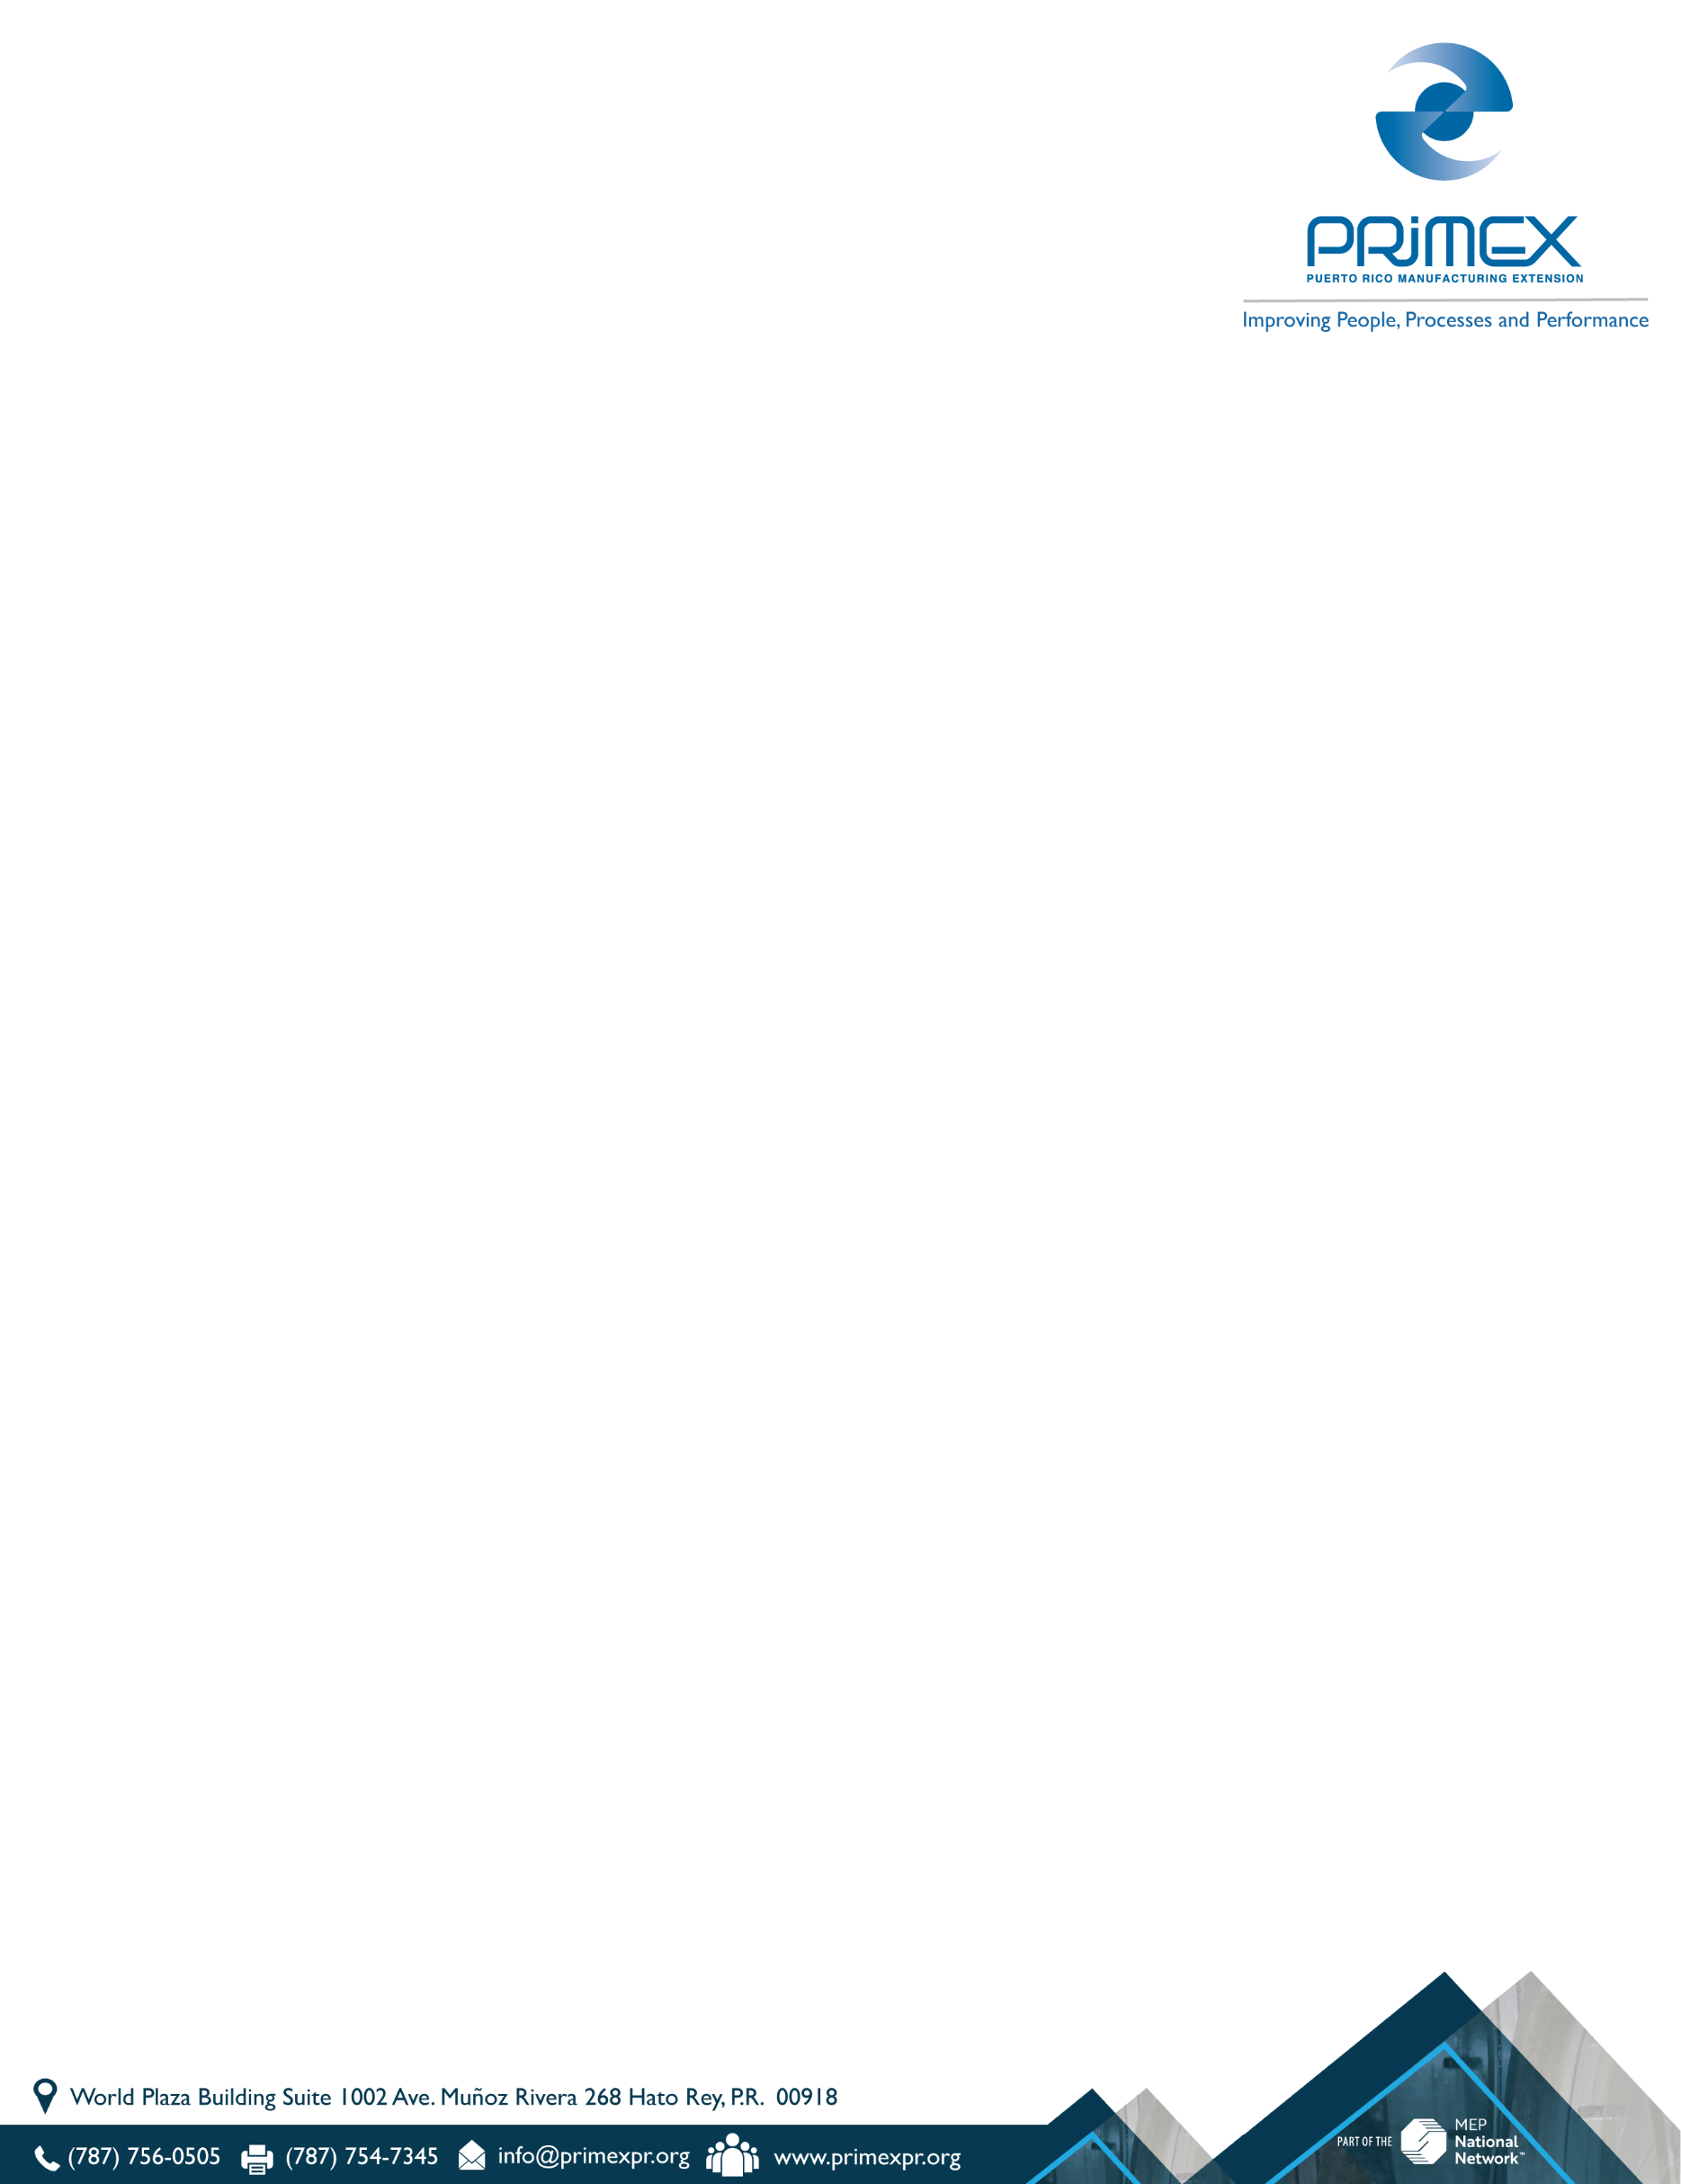 PRiMEX
PUERTO RICO MANUFACTURING EXTENSION
Improving People, Processes and Performance
World Plaza Building Suite 1002 Ave. Muñoz Rivera 268 Hato Rey, P.R. 00918
(787) 756-0505 (787) 754-7345 info@primexpr.org www.primexpr.org
PART OF THE
MEP
National
Network™